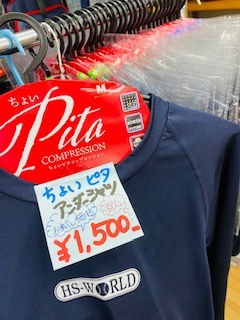 ちょい
M
Pita
COMPRESSION
ちょいピタコンプレッション
ちょいピタ
アンダーシャツ
¥1,500-
HS-WORLD